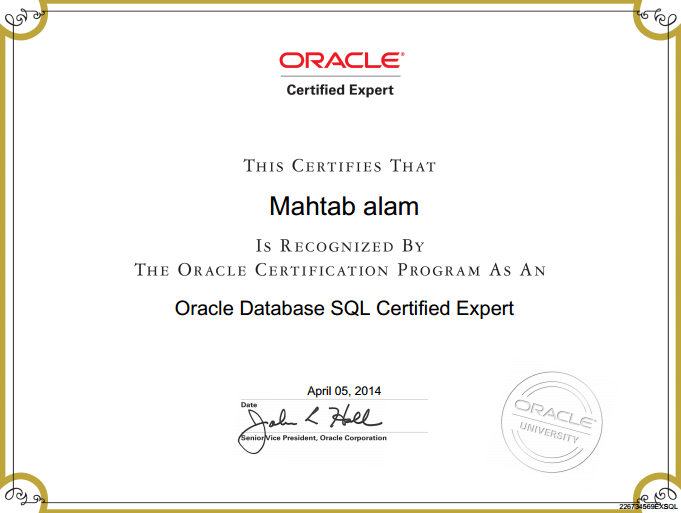 ORACLE®
Certified Expert
THIS CERTIFIES THAT
Mahtab alam
IS RECOGNIZED BY
THE ORACLE CERTIFICATION PROGRAM AS AN
Oracle Database SQL Certified Expert
April 05, 2014
Date
John L Hall
Senior Vice President, Oracle Corporation
ORACLE®
UNIVERSITY
226734569EXSQL